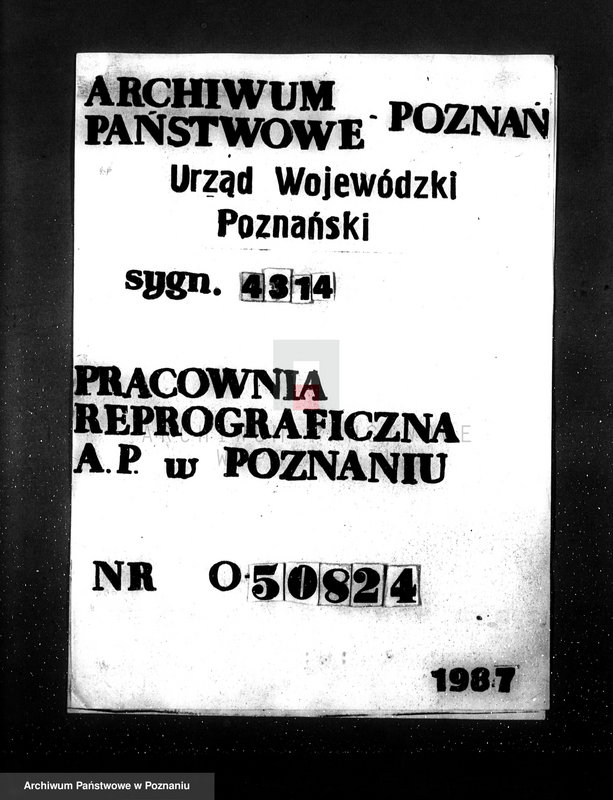 ARCHIWUM
PAŃSTWOWE - POZNAŃ
Urząd Wojewódzki
Poznański
sygn. 4314
PRACOWNIA
REPROGRAFICZNA
A.P. w POZNANIU
NR O-50824
1987
Archiwum Państwowe w Poznaniu